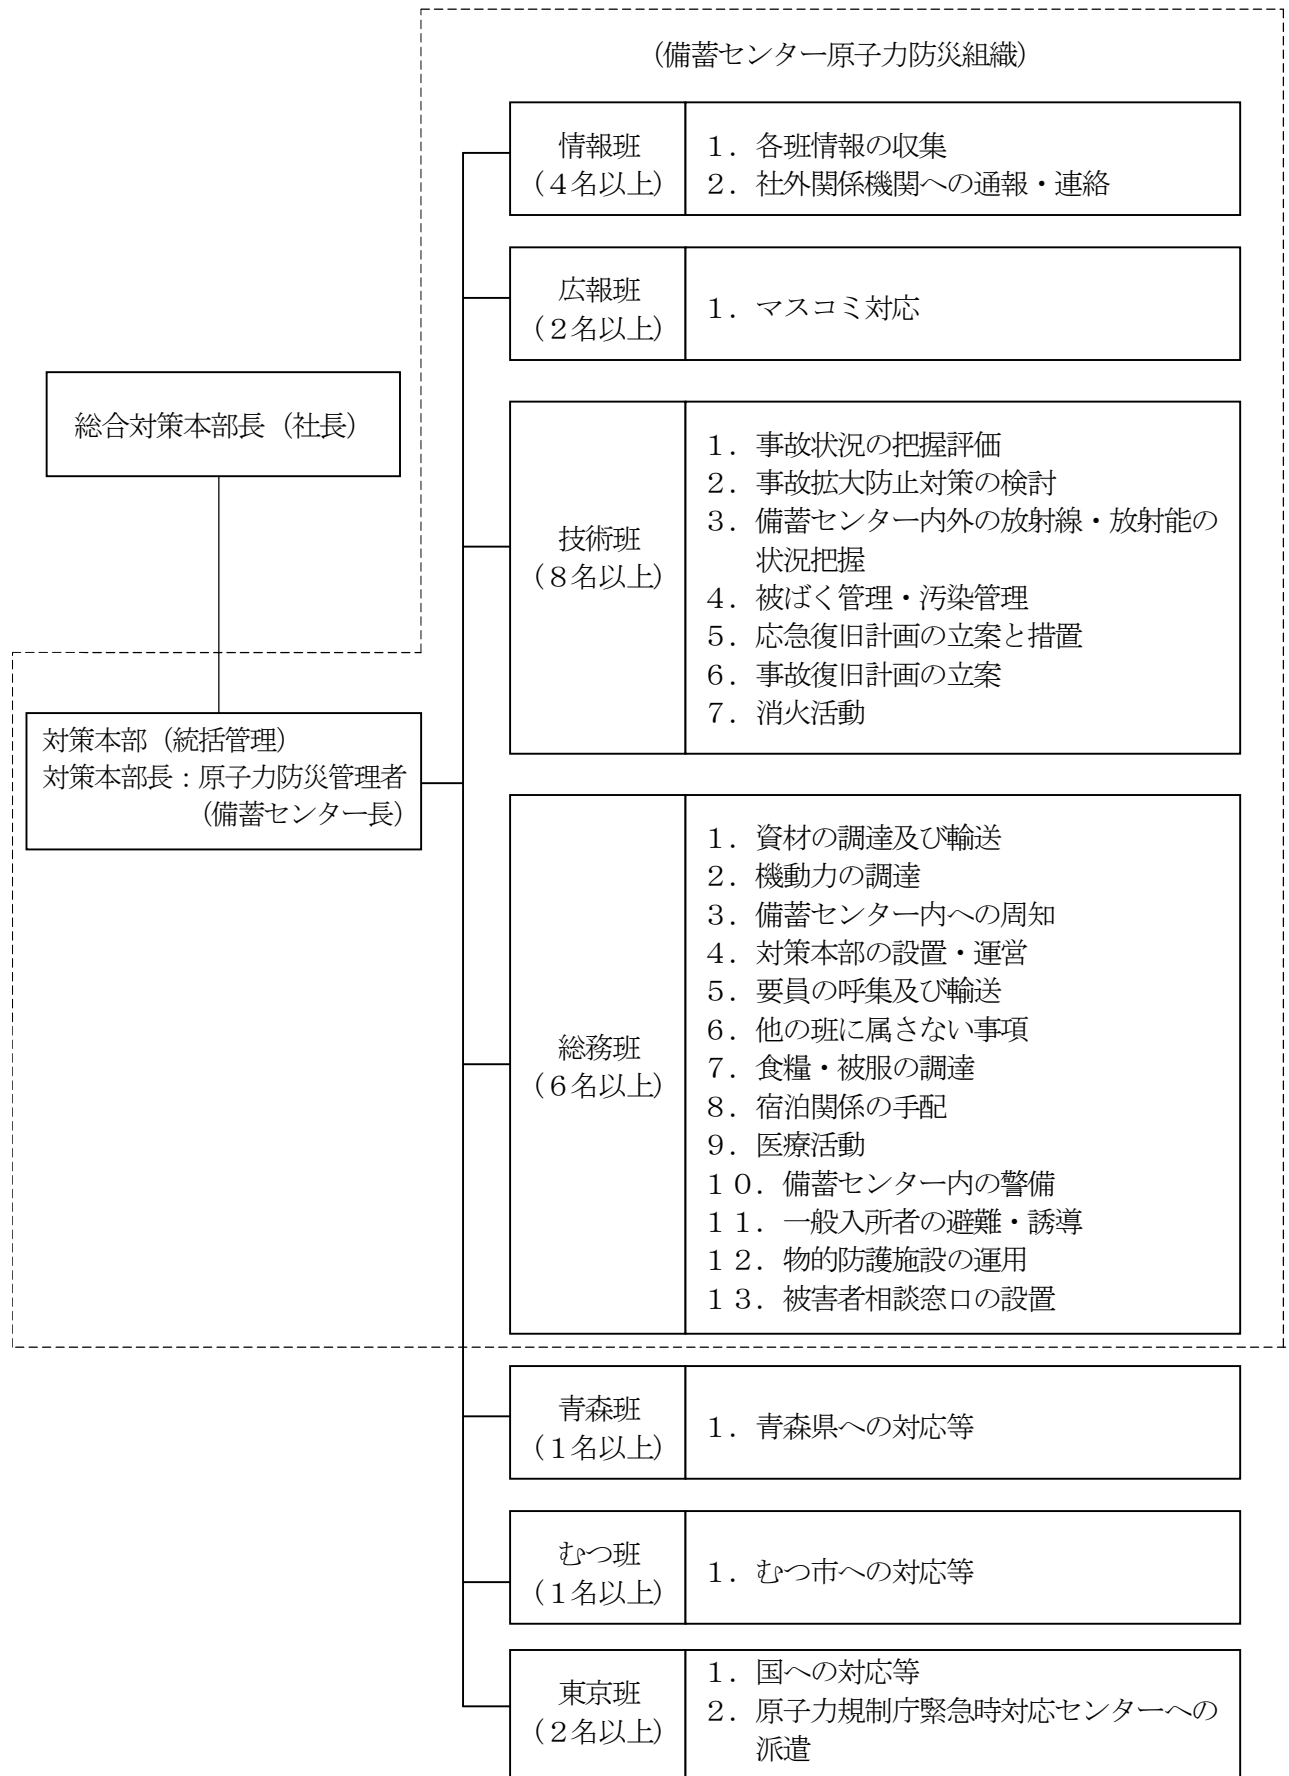 （備蓄センター原子力防災組織）
情報班
（４名以上）
１．各班情報の収集
２．社外関係機関への通報・連絡
広報班
（２名以上）
１．マスコミ対応
総合対策本部長（社長）
技術班
（８名以上）
１．事故状況の把握評価
２．事故拡大防止対策の検討
３．備蓄センター内外の放射線・放射能の
状況把握
４．被ばく管理・汚染管理
５．応急復旧計画の立案と措置
６．事故復旧計画の立案
７．消火活動
対策本部（統括管理）
対策本部長：原子力防災管理者
（備蓄センター長）
総務班
（６名以上）
１．資材の調達及び輸送
２．機動力の調達
３．備蓄センター内への周知
４．対策本部の設置・運営
５．要員の呼集及び輸送
６．他の班に属さない事項
７．食糧・被服の調達
８．宿泊関係の手配
９．医療活動
１０．備蓄センター内の警備
１１．一般入所者の避難・誘導
１２．物的防護施設の運用
１３．被害者相談窓口の設置
青森班
（１名以上）
１．青森県への対応等
むつ班
（１名以上）
１．むつ市への対応等
東京班
（２名以上）
１．国への対応等
２．原子力規制庁緊急時対応センターへの
派遣